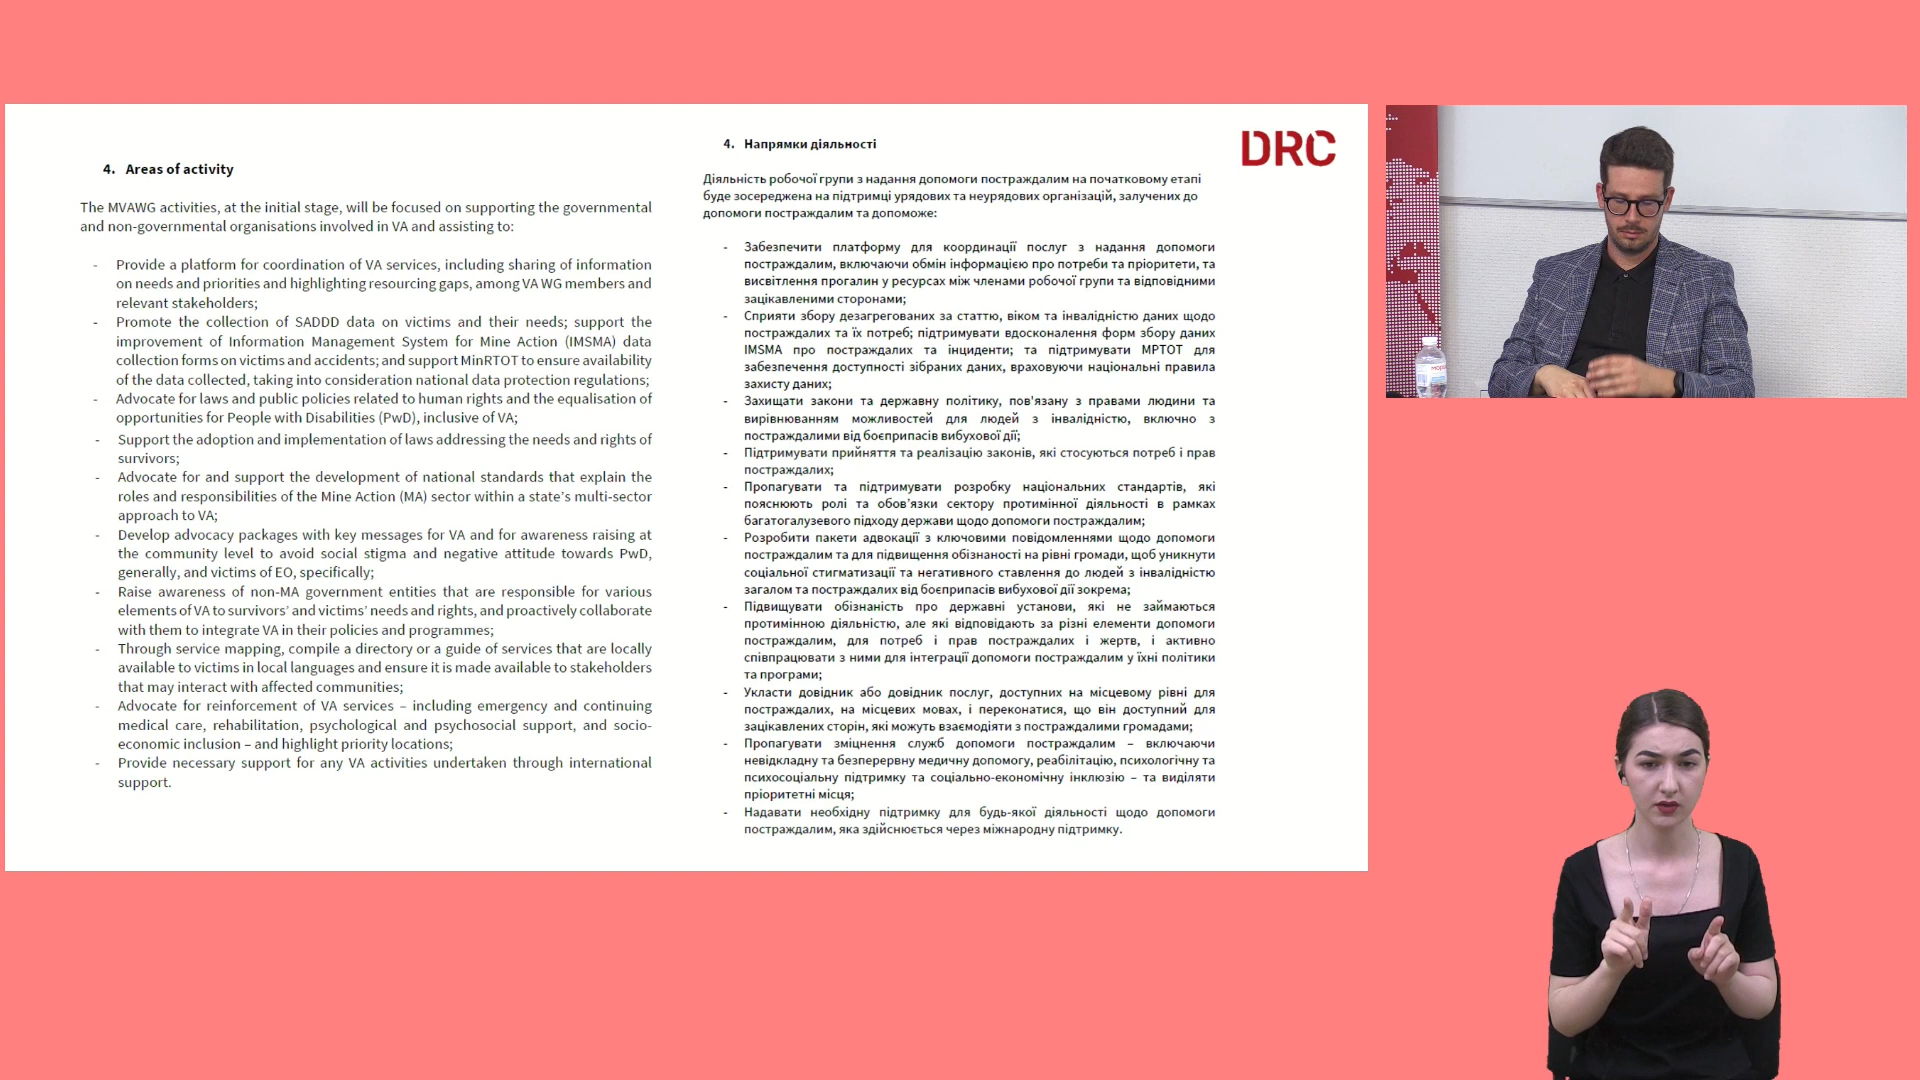 4. Areas of activity
The MVAWG activities, at the initial stage, will be focused on supporting the governmental
and non-governmental organisations involved in VA and assisting to:
- Provide a platform for coordination of VA services, including sharing of information
on needs and priorities and highlighting resourcing gaps, among VA WG members and
relevant stakeholders;
- Promote the collection of SADDD data on victims and their needs; support the
improvement of Information Management System for Mine Action (IMSMA) data
collection forms on victims and accidents; and support MinRTOT to ensure availability
of the data collected, taking into consideration national data protection regulations;
- Advocate for laws and public policies related to human rights and the equalisation of
opportunities for People with Disabilities (PwD), inclusive of VA;
- Support the adoption and implementation of laws addressing the needs and rights of
survivors;
- Advocate for and support the development of national standards that explain the
roles and responsibilities of the Mine Action (MA) sector within a state's multi-sector
approach to VA;
- Develop advocacy packages with key messages for VA and for awareness raising at
the community level to avoid social stigma and negative attitude towards PwD,
generally, and victims of EO, specifically;
- Raise awareness of non-MA government entities that are responsible for various
elements of VA to survivors' and victims' needs and rights, and proactively collaborate
with them to integrate VA in their policies and programmes;
- Through service mapping, compile a directory or a guide of services that are locally
available to victims in local languages and ensure it is made available to stakeholders
that may interact with affected communities;
- Advocate for reinforcement of VA services – including emergency and continuing
medical care, rehabilitation, psychological and psychosocial support, and socio-
economic inclusion – and highlight priority locations;
- Provide necessary support for any VA activities undertaken through international
support.
4. Напрямки діяльності
Діяльність робочої групи з надання допомоги постраждалим на початковому етапі
буде зосереджена на підтримці урядових та неурядових організацій, залучених до
допомоги постраждалим та допоможе:
- Забезпечити платформу для координації послуг з надання допомоги
постраждалим, включаючи обмін інформацією про потреби та пріоритети, та
висвітлення прогалин у ресурсах між членами робочої групи та відповідними
зацікавленими сторонами;
- Сприяти збору дезагрегованих за статтю, віком та інвалідністю даних щодо
постраждалих та їх потреб; підтримувати вдосконалення форм збору даних
IMSMA про постраждалих та інциденти; та підтримувати МРТОТ для
забезпечення доступності зібраних даних, враховуючи національні правила
захисту даних;
- Захищати закони та державну політику, пов'язану з правами людини та
вирівнюванням можливостей для людей з інвалідністю, включно з
постраждалими від боєприпасів вибухової дії;
- Підтримувати прийняття та реалізацію законів, які стосуються потреб і прав
постраждалих;
- Пропагувати та підтримувати розробку національних стандартів, які
пояснюють ролі та обов'язки сектору протимінної діяльності в рамках
багатогалузевого підходу держави щодо допомоги постраждалим;
- Розробити пакети адвокації з ключовими повідомленнями щодо допомоги
постраждалим та для підвищення обізнаності на рівні громади, щоб уникнути
соціальної стигматизації та негативного ставлення до людей з інвалідністю
загалом та постраждалих від боєприпасів вибухової дії зокрема;
- Підвищувати обізнаність про державні установи, які не займаються
протимінною діяльністю, але які відповідають за різні елементи допомоги
постраждалим, для потреб і прав постраждалих і жертв, і активно
співпрацювати з ними для інтеграції допомоги постраждалим у їхні політики
та програми;
- Укласти довідник або довідник послуг, доступних на місцевому рівні для
постраждалих, на місцевих мовах, і переконатися, що він доступний для
зацікавлених сторін, які можуть взаємодіяти з постраждалими громадами;
- Пропагувати зміцнення служб допомоги постраждалим – включаючи
невідкладну та безперервну медичну допомогу, реабілітацію, психологічну та
психосоціальну підтримку та соціально-економічну інклюзію – та виділяти
пріоритетні місця;
- Надавати необхідну підтримку для будь-якої діяльності щодо допомоги
постраждалим, яка здійснюється через міжнародну підтримку.
DRC